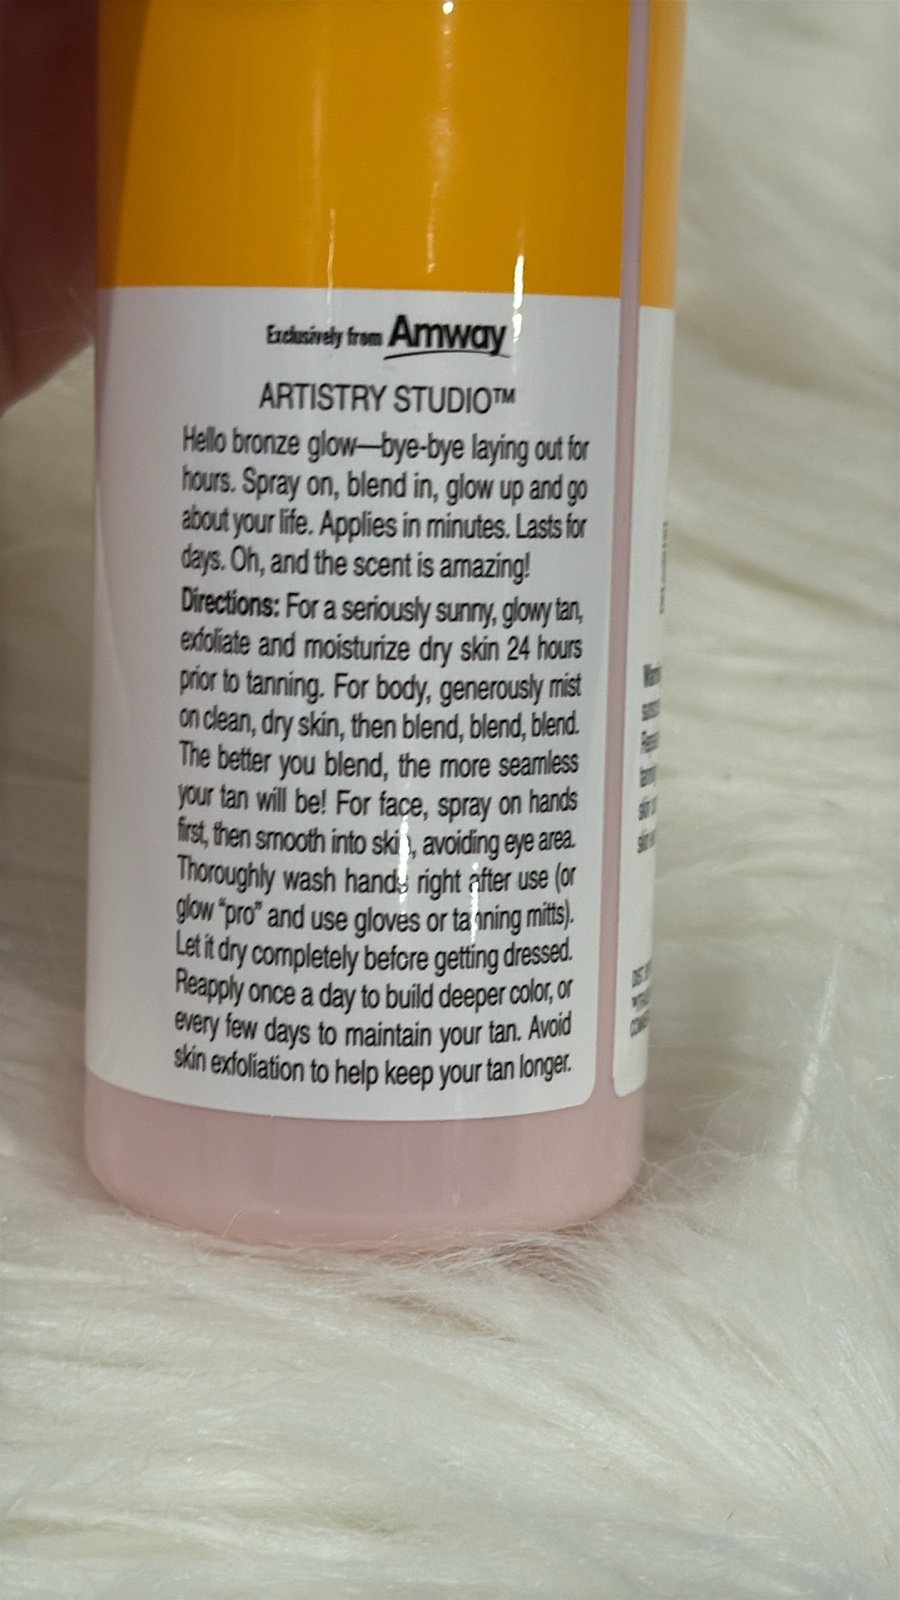 Exclusively from Amway
ARTISTRY STUDIO™
Hello bronze glow—bye-bye laying out for
hours. Spray on, blend in, glow up and go
about your life. Applies in minutes. Lasts for
days. Oh, and the scent is amazing!
Directions: For a seriously sunny, glowy tan,
exfoliate and moisturize dry skin 24 hours
prior to tanning. For body, generously mist
on clean, dry skin, then blend, blend, blend.
The better you blend, the more seamless
your tan will be! For face, spray on hands
first, then smooth into skin, avoiding eye area.
Thoroughly wash hands right after use (or
glow “pro” and use gloves or tanning mitts).
Let it dry completely before getting dressed.
Reapply once a day to build deeper color, or
every few days to maintain your tan. Avoid
skin exfoliation to help keep your tan longer.